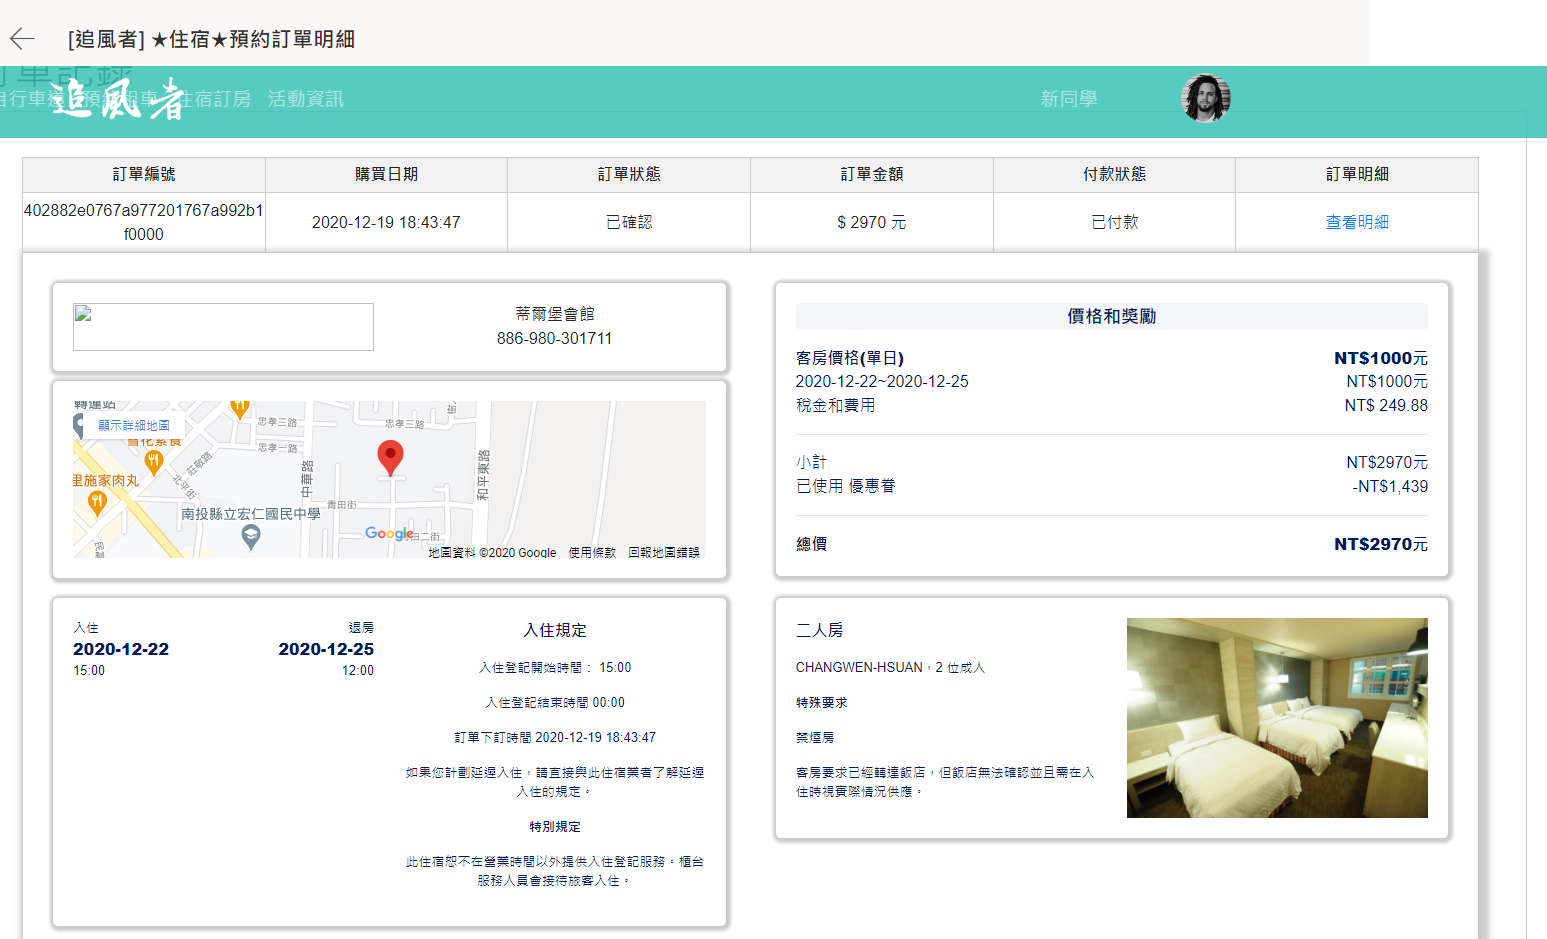 [追風者] ★住宿★預約訂單明細
訂單記錄
追風者
自行車道 預約租車 住宿訂房 活動資訊
新同學
訂單編號 購買日期 訂單狀態 訂單金額 付款狀態 訂單明細
402882e0767a977201767a992b1
f0000
2020-12-19 18:43:47 已確認 $ 2970 元 已付款 查看明細
蒂爾堡會館
886-980-301711
轉運站
顯示詳細地圖
雪花素食
里施家肉丸
忠孝三路
忠孝三路
忠孝一路
莊敬路
北平街
中華路
和平東路
青田街
南投縣立宏仁國民中學
Google
田二街
地圖資料 ©2020 Google 使用條款 回報地圖錯誤
價格和獎勵
客房價格(單日) NT$1000元
2020-12-22~2020-12-25 NT$1000元
稅金和費用 NT$ 249.88
小計 NT$2970元
已使用 優惠眷 -NT$1,439
總價 NT$2970元
入住 退房
2020-12-22 2020-12-25
15:00 12:00
入住規定
入住登記開始時間： 15:00
入住登記結束時間 00:00
訂單下訂時間 2020-12-19 18:43:47
如果您計劃延遲入住，請直接與此住宿業者了解延遲
入住的規定。
特別規定
此住宿恕不在營業時間以外提供入住登記服務。櫃台
服務人員會接待旅客入住。
二人房
CHANGWEN-HSUAN，2 位成人
特殊要求
禁煙房
客房要求已經轉達飯店，但飯店無法確認並且需在入
住時視實際情況供應。